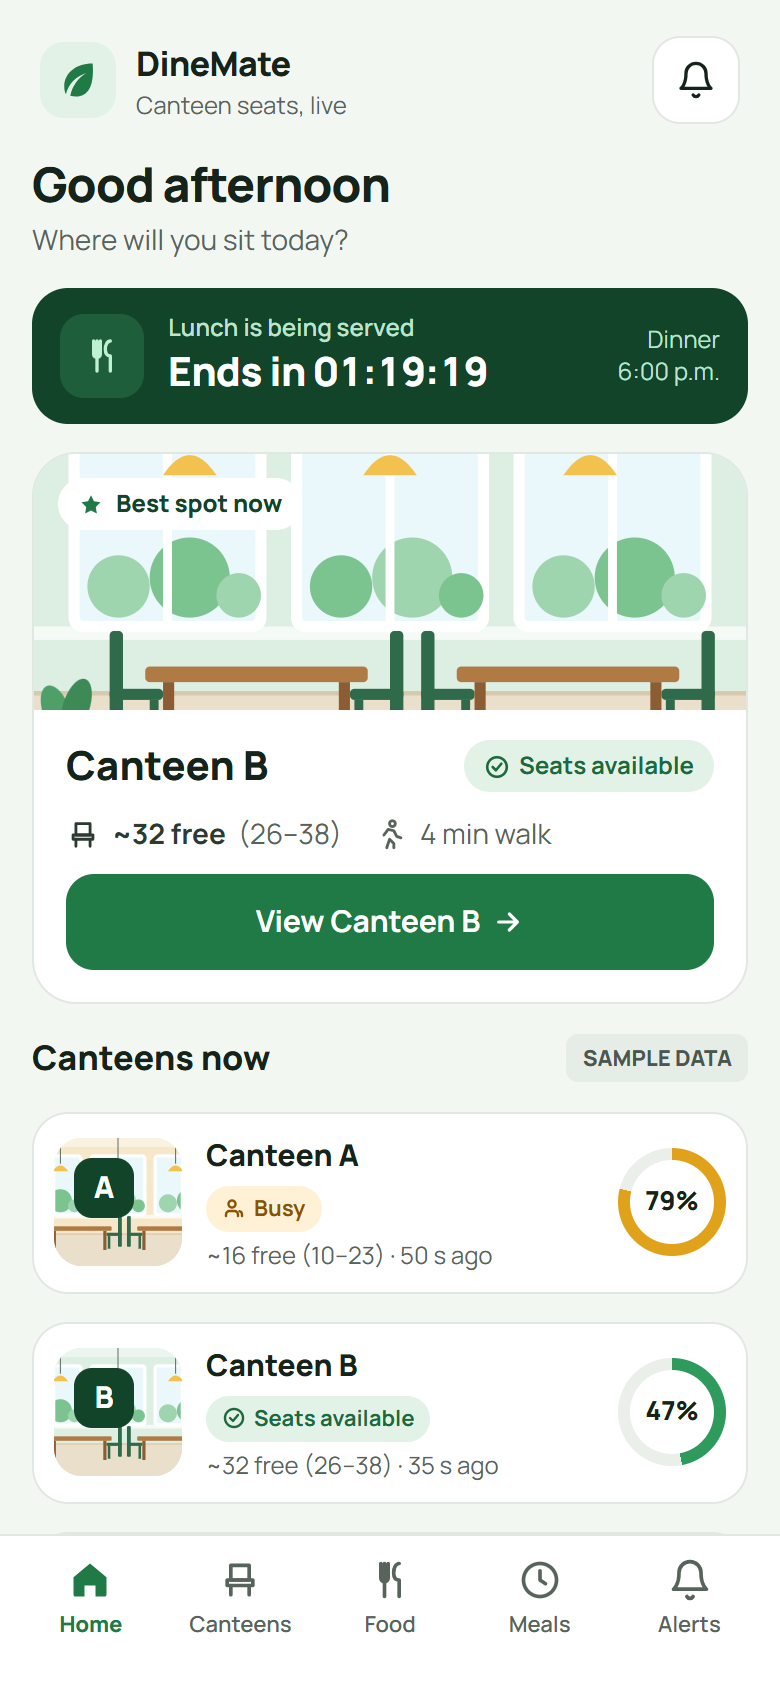 DineMate
Canteen seats, live
Good afternoon
Where will you sit today?
Lunch is being served
Ends in 01:19:19
Dinner
6:00 p.m.
Best spot now
Canteen B
Seats available
~32 free (26–38)
4 min walk
View Canteen B →
Canteens now
SAMPLE DATA
A
Canteen A
Busy
~16 free (10–23) · 50 s ago
79%
B
Canteen B
Seats available
~32 free (26–38) · 35 s ago
47%
Home
Canteens
Food
Meals
Alerts